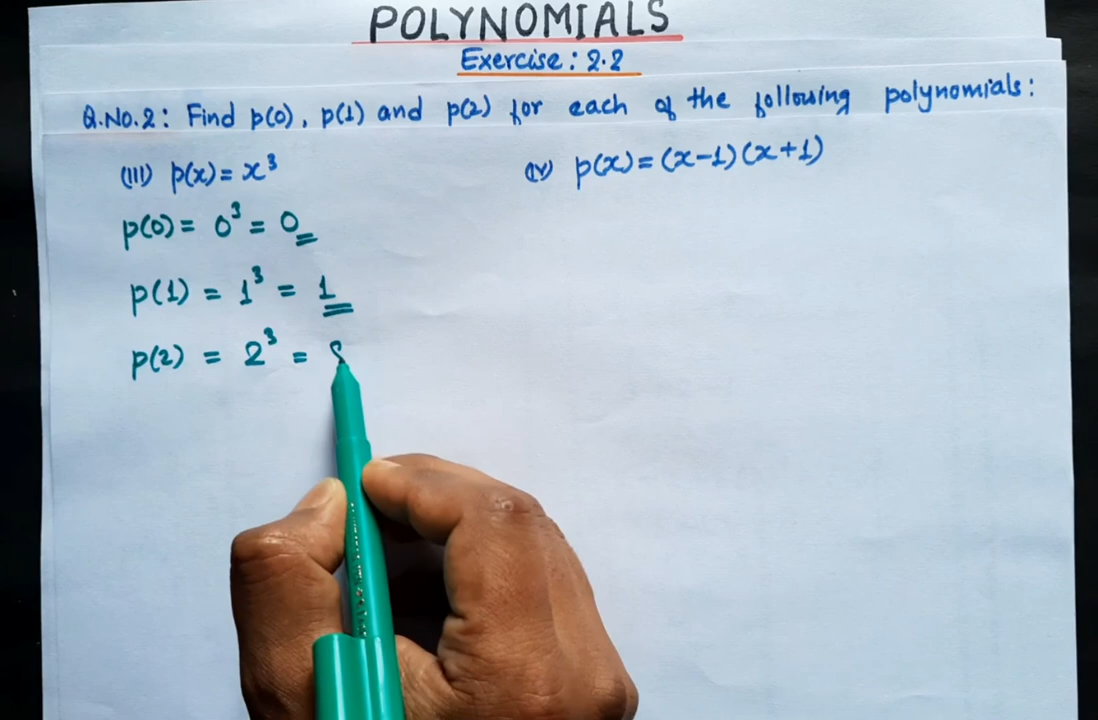 POLYNOMIALS
Exercise: 2.2
Q.No.2: Find p(0), p(1) and p(2) for each of the following polynomials:
(III) p(x) = x³
(IV) p(x) = (x-1)(x+1)
p(0) = 0³ = 0
p(1) = 1³ = 1
p(2) = 2³ = 8